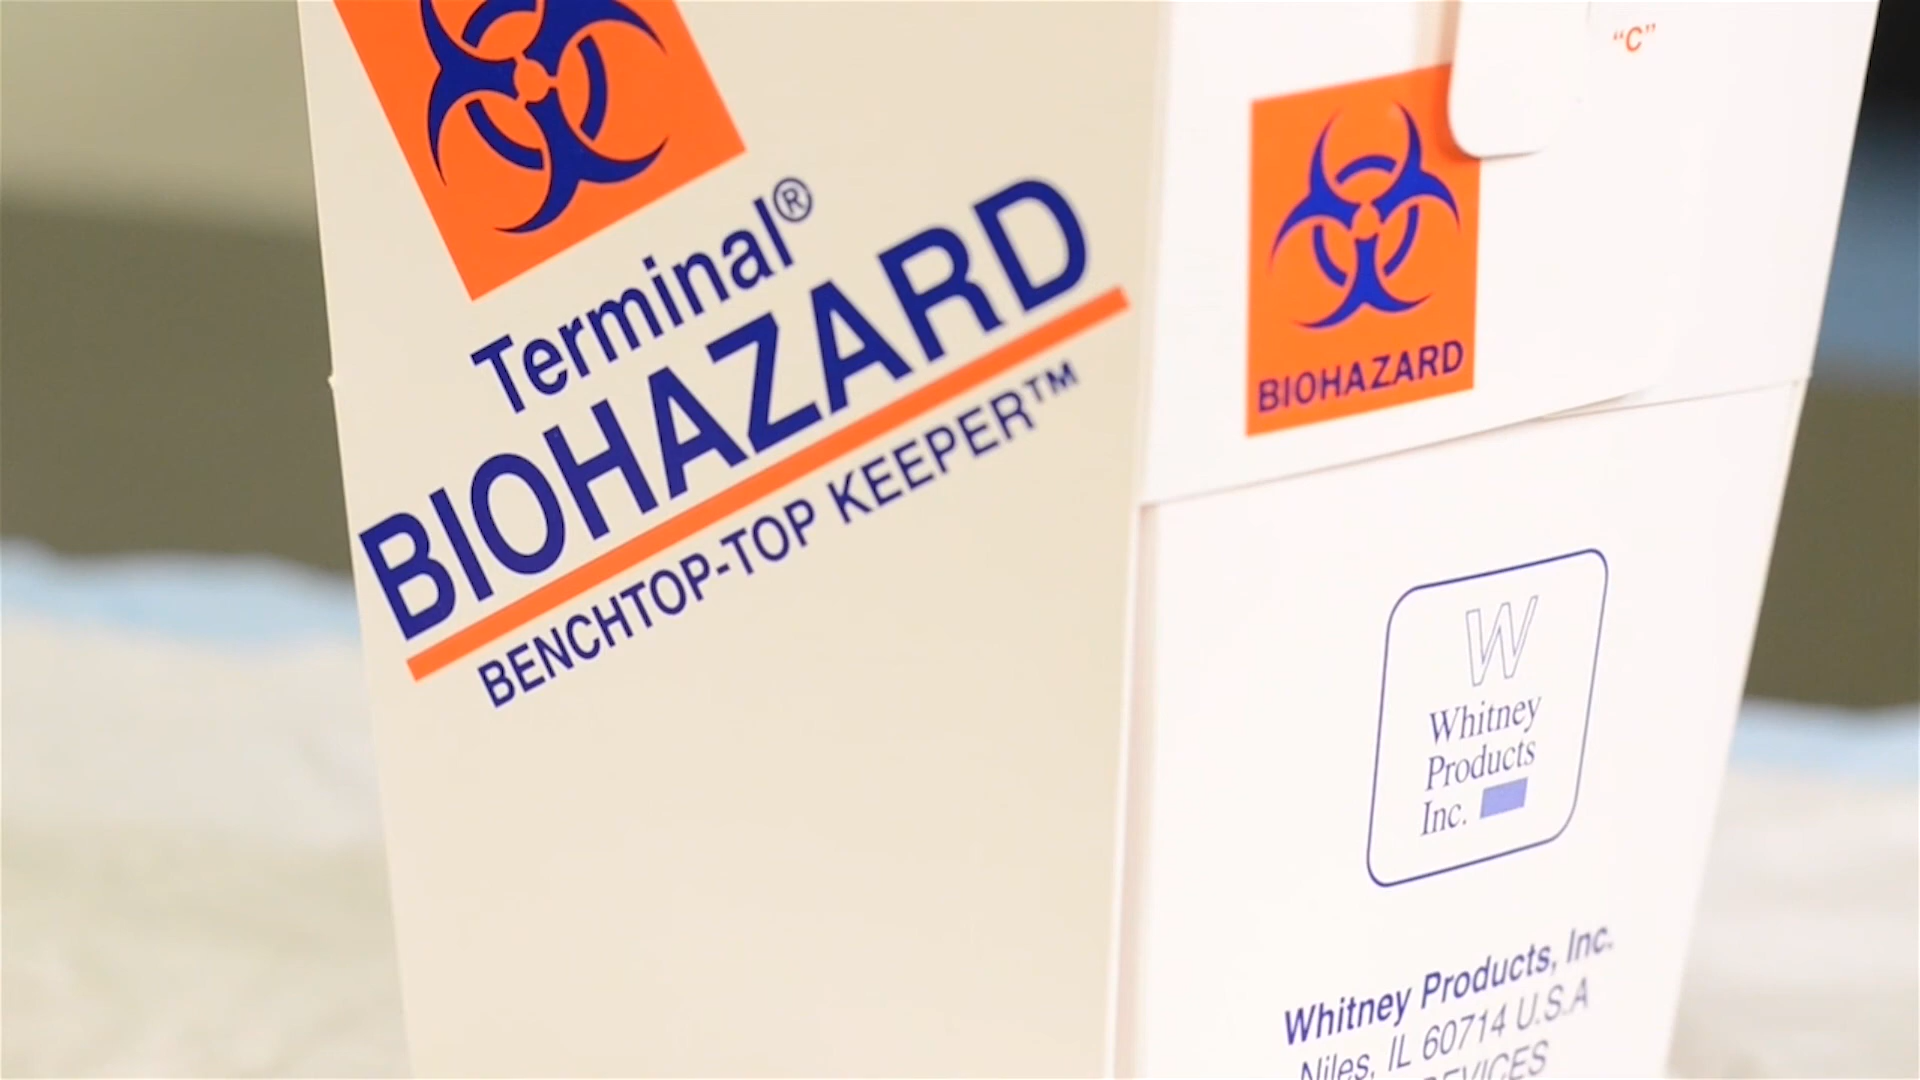 Terminal®
BIOHAZARD
BENCHTOP-TOP KEEPER™
“C”
BIOHAZARD
W
Whitney
Products
Inc.
Whitney Products, Inc.
Niles, IL 60714 U.S.A